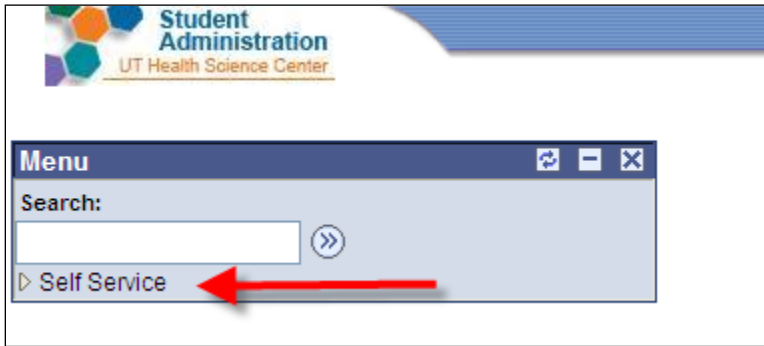 Student
Administration
UT Health Science Center
Menu
Search:
Self Service